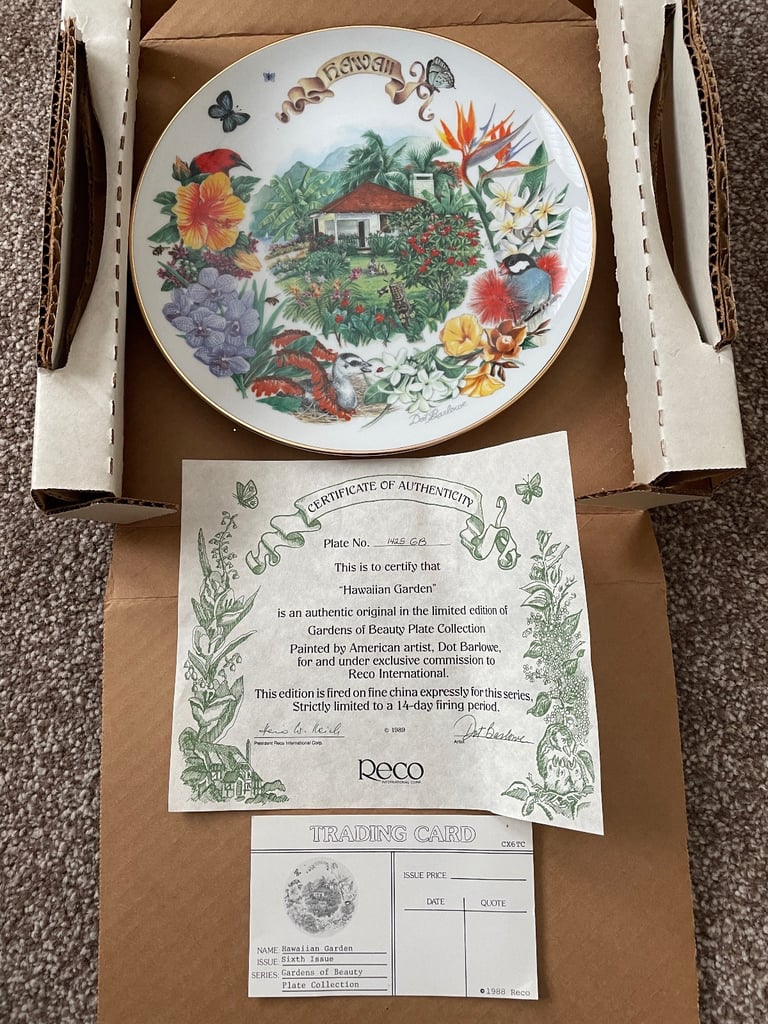 HAWAII
Dot Barlowe
CERTIFICATE OF AUTHENTICITY
Plate No. 1425 GB
This is to certify that
"Hawaiian Garden"
is an authentic original in the limited edition of
Gardens of Beauty Plate Collection
Painted by American artist, Dot Barlowe,
for and under exclusive commission to
Reco International.
This edition is fired on fine china expressly for this series.
Strictly limited to a 14-day firing period.
© 1989
Dot Barlowe
President Reco International Corp.
Artist
Reco
INTERNATIONAL CORP.
TRADING CARD
CX6TC
ISSUE PRICE
DATE QUOTE
NAME: Hawaiian Garden
ISSUE: Sixth Issue
SERIES: Gardens of Beauty
Plate Collection
© 1988 Reco